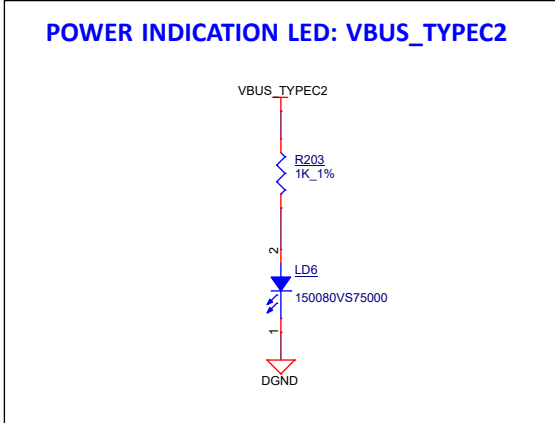 POWER INDICATION LED: VBUS_TYPEC2
VBUS_TYPEC2
R203
1K_1%
2
LD6
150080VS75000
1
DGND